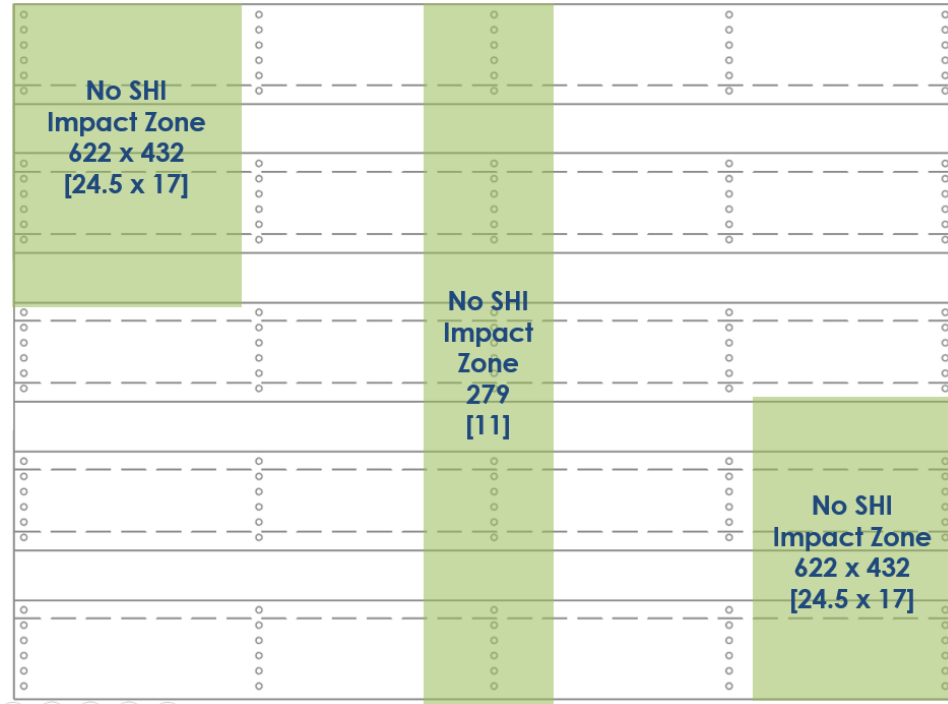 No SHI
Impact Zone
622 x 432
[24.5 x 17]
No SHI
Impact
Zone
279
[11]
No SHI
Impact Zone
622 x 432
[24.5 x 17]